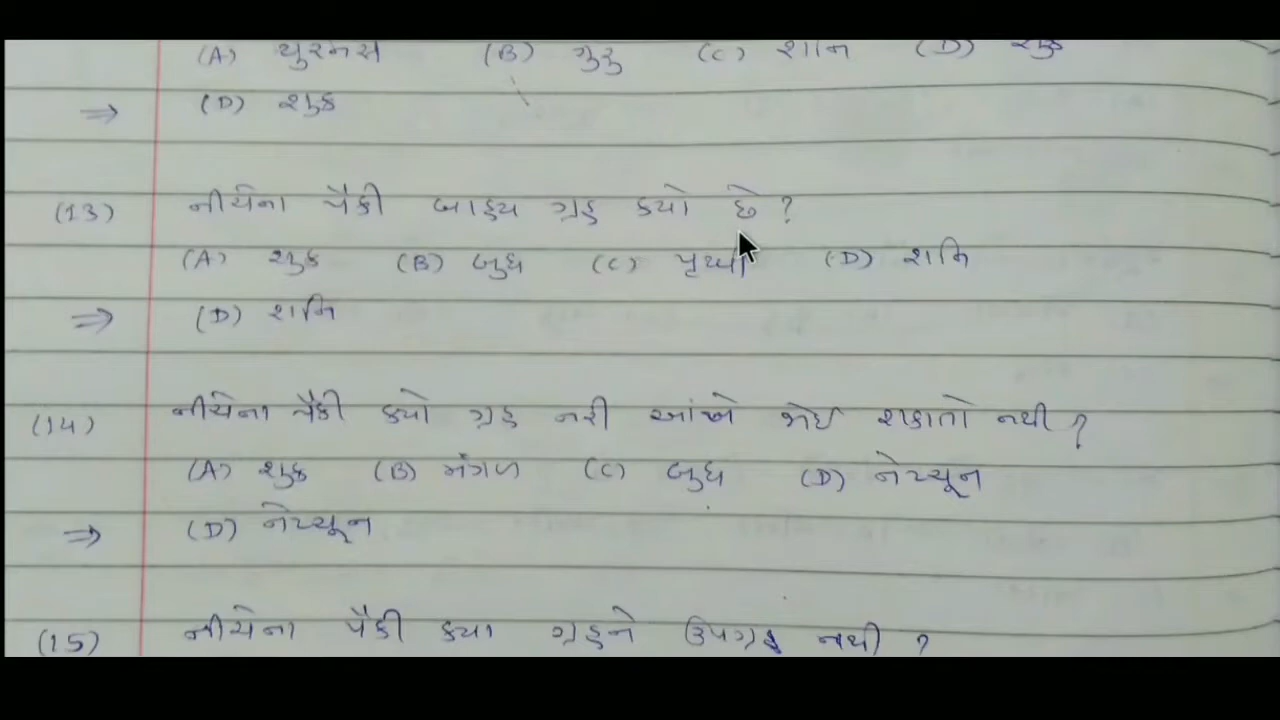 (A) યુરેનસ (B) ગુરુ (C) શનિ (D) શુક્ર
⇒ (D) શુક્ર
(13) નીચેના પૈકી બાહ્ય ગ્રહ કયો છે ?
(A) શુક્ર (B) બુધ (C) પૃથ્વી (D) શનિ
⇒ (D) શનિ
(14) નીચેના પૈકી કયો ગ્રહ નરી આંખે જોઈ શકાતો નથી ?
(A) શુક્ર (B) મંગળ (C) બુધ (D) નેપ્ચૂન
⇒ (D) નેપ્ચૂન
(15) નીચેના પૈકી કયા ગ્રહને ઉપગ્રહ નથી ?